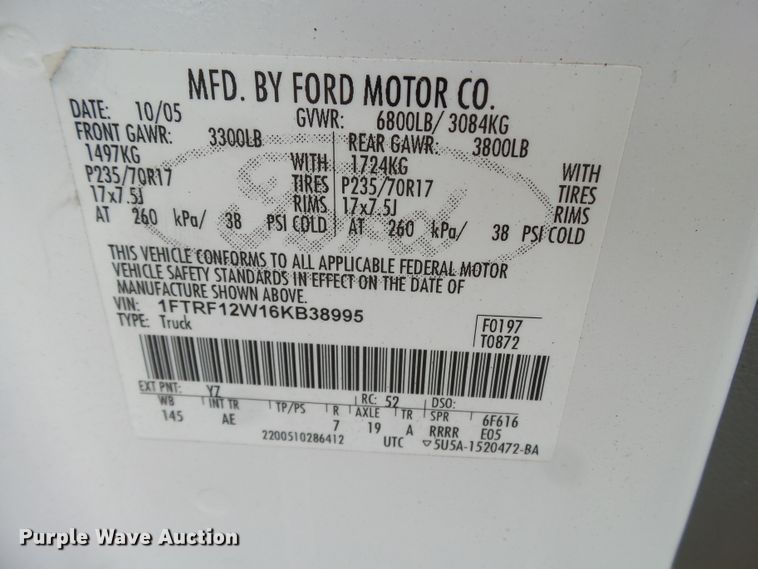 MFD. BY FORD MOTOR CO.
DATE: 10/05 GVWR: 6800LB/ 3084KG
FRONT GAWR: 3300LB REAR GAWR: 3800LB
1497KG WITH 1724KG WITH
P235/70R17 TIRES P235/70R17 TIRES
17x7.5J RIMS 17x7.5J RIMS
AT 260 kPa/ 38 PSI COLD AT 260 kPa/ 38 PSI COLD
Ford
THIS VEHICLE CONFORMS TO ALL APPLICABLE FEDERAL MOTOR
VEHICLE SAFETY STANDARDS IN EFFECT ON THE DATE OF
MANUFACTURE SHOWN ABOVE.
VIN: 1FTRF12W16KB38995
TYPE: Truck
F0197
T0872
EXT PNT: YZ RC: 52 DSO:
WB INT TR TP/PS R AXLE TR SPR 6F616
145 AE 7 19 A RRRR E05
2200510286412 UTC 5U5A-1520472-BA
Purple Wave Auction